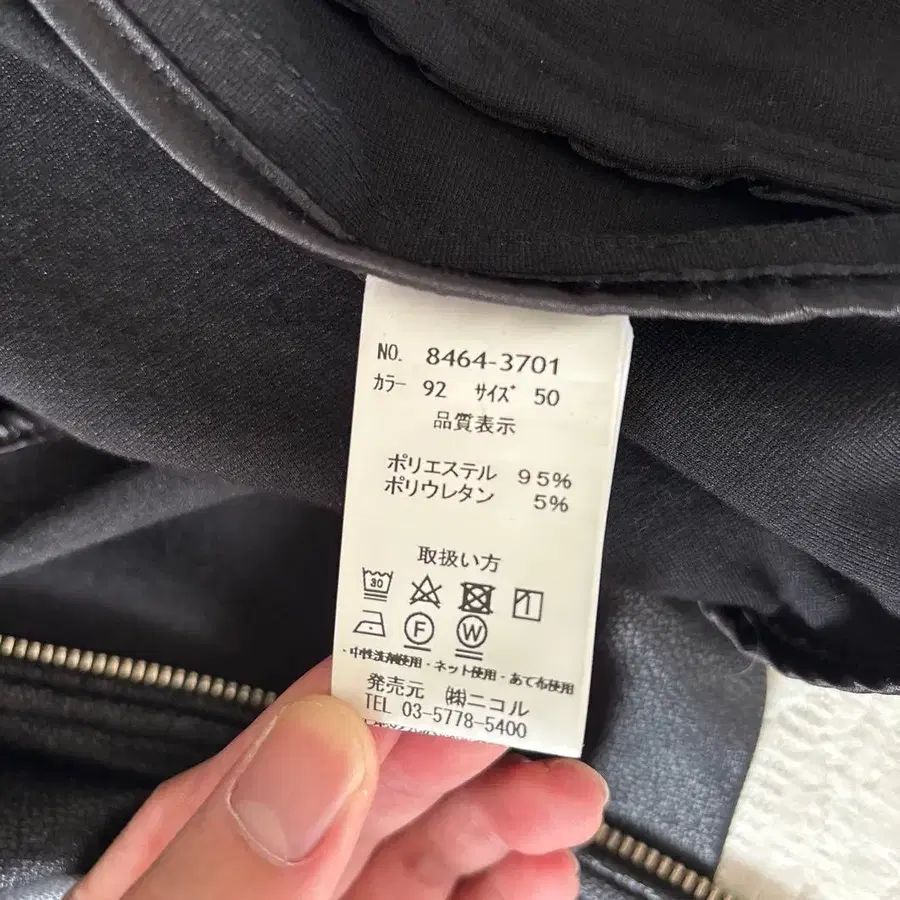 NO. 8464-3701
カラー 92 サイズ 50
品質表示
ポリエステル 95%
ポリウレタン 5%
取扱い方
30
F W
・中性洗剤使用・ネット使用・あて布使用
発売元 ㈱ニコル
TEL 03-5778-5400